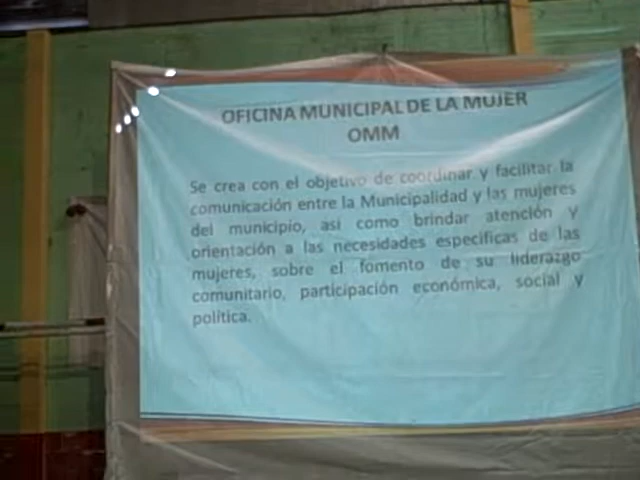 OFICINA MUNICIPAL DE LA MUJER
OMM
Se crea con el objetivo de coordinar y facilitar la
comunicación entre la Municipalidad y las mujeres
del municipio, asi como brindar atención y
orientación a las necesidades especificas de las
mujeres, sobre el fomento de su liderazgo
comunitario, participación económica, social y
política.